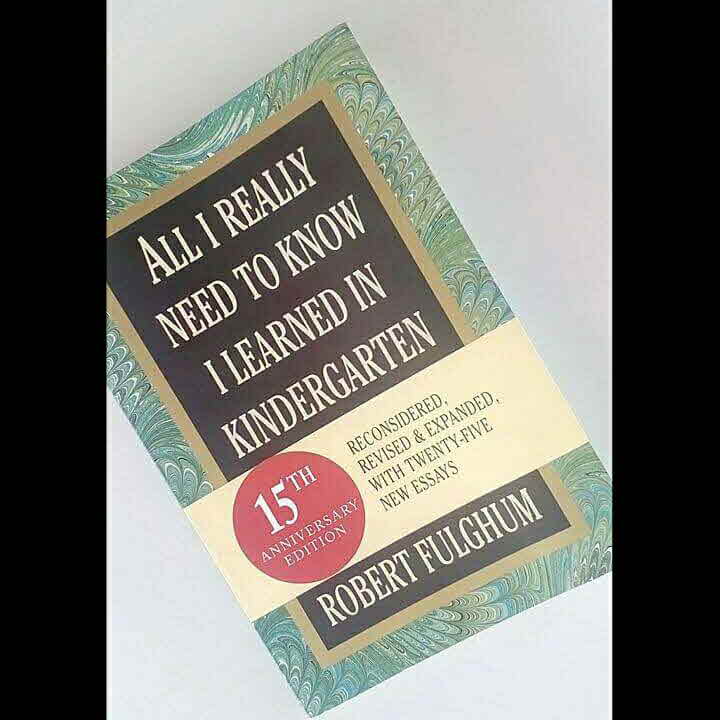 ALL I REALLY
NEED TO KNOW
I LEARNED IN
KINDERGARTEN
RECONSIDERED,
REVISED & EXPANDED,
WITH TWENTY-FIVE
NEW ESSAYS
15TH
ANNIVERSARY
EDITION
ROBERT FULGHUM